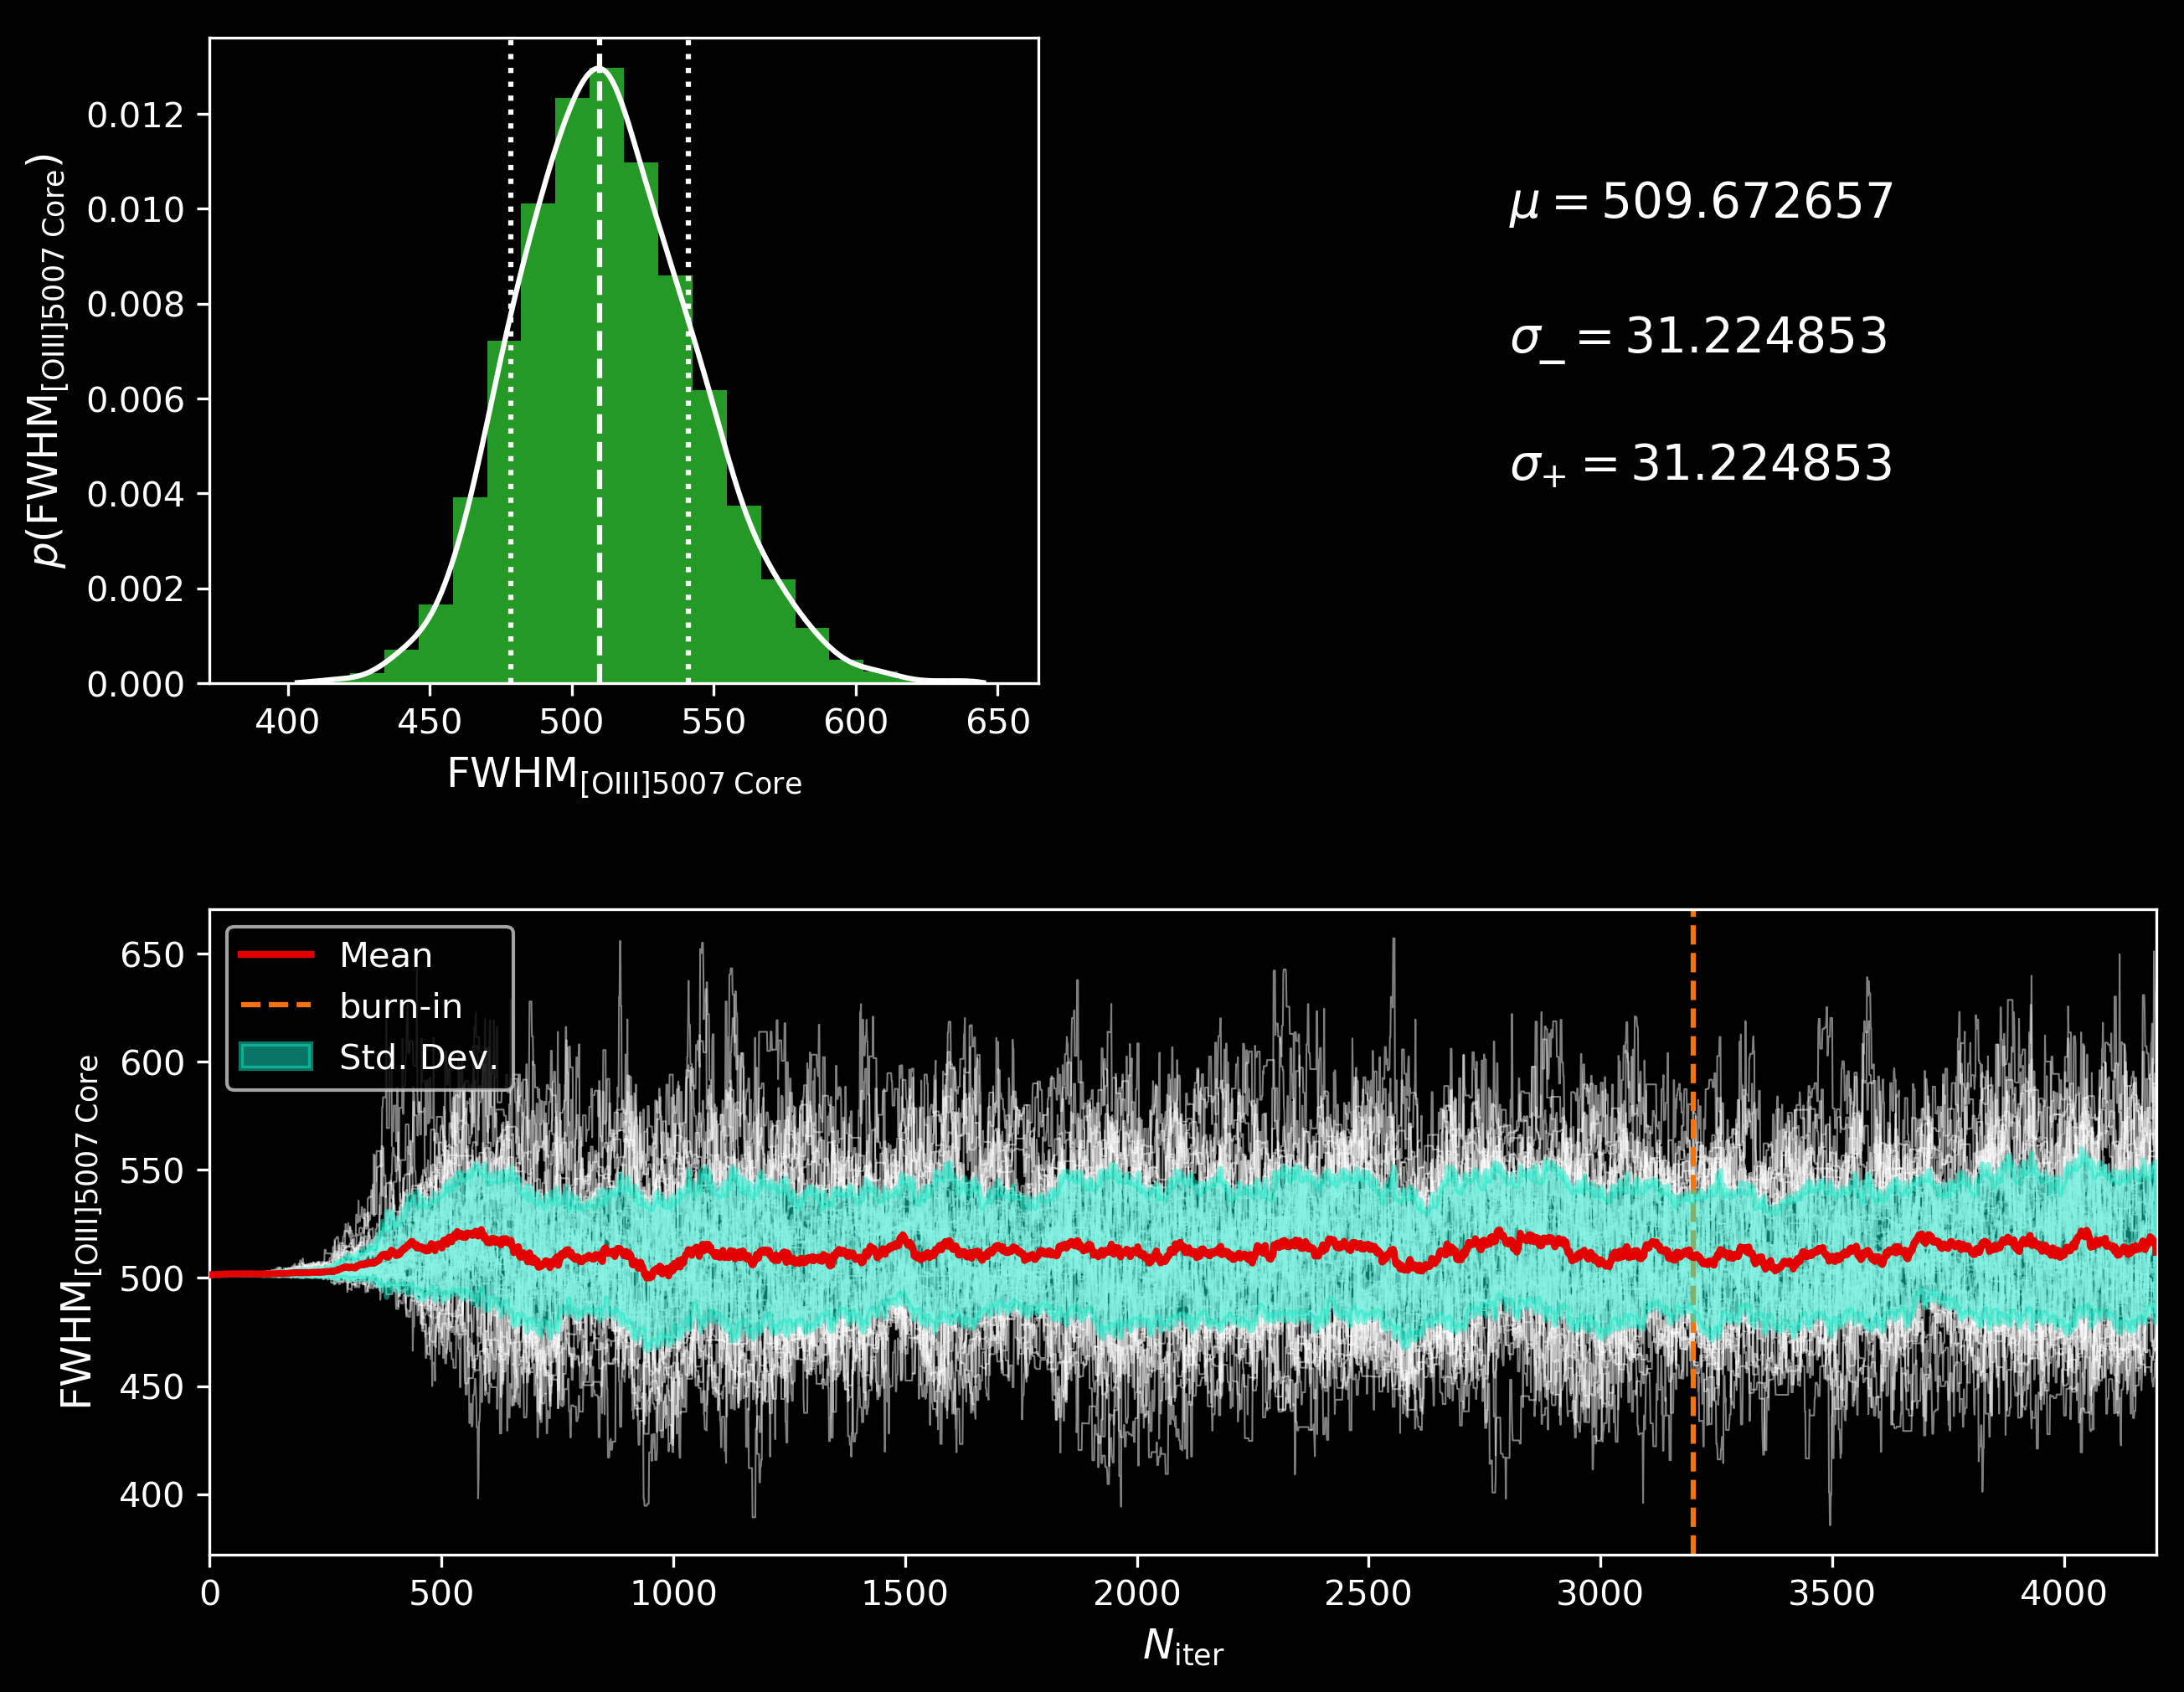 0.012
0.010
0.008
0.006
0.004
0.002
0.000
p(FWHM[OIII]5007 Core)
400 450 500 550 600 650
FWHM[OIII]5007 Core
μ = 509.672657
σ− = 31.224853
σ+ = 31.224853
Mean
burn-in
Std. Dev.
650
600
550
500
450
400
FWHM[OIII]5007 Core
0 500 1000 1500 2000 2500 3000 3500 4000
Niter